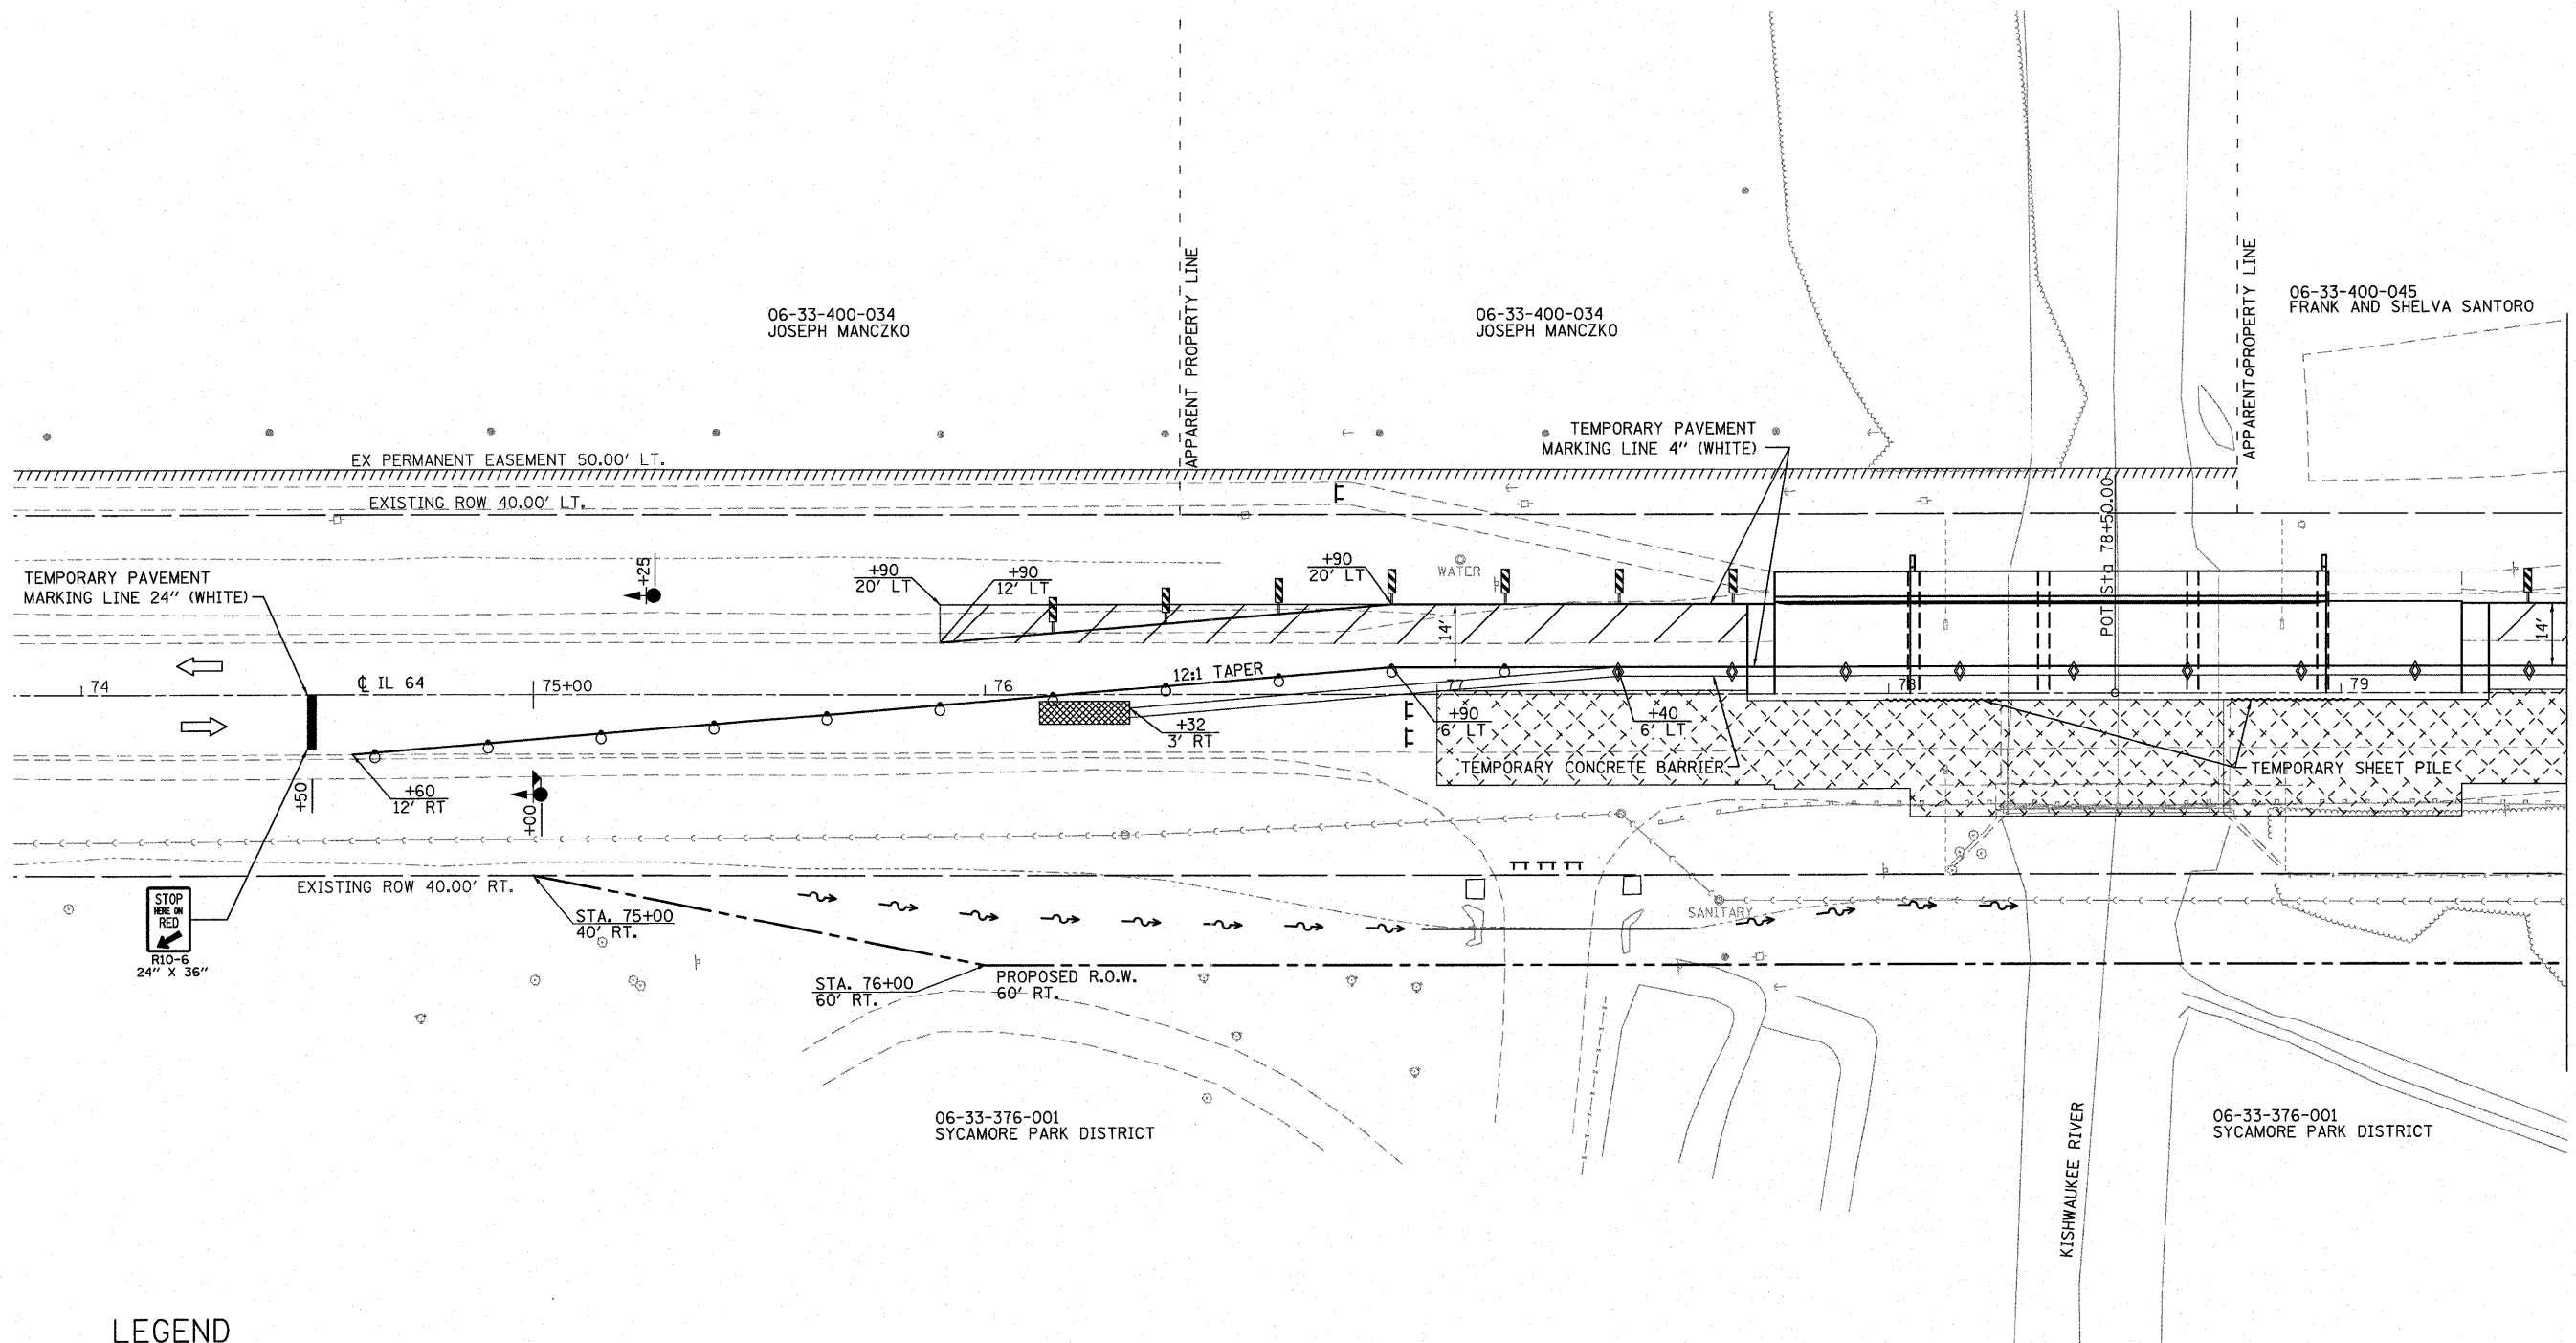 APPARENT PROPERTY LINE
APPARENT PROPERTY LINE
06-33-400-034
JOSEPH MANCZKO
06-33-400-034
JOSEPH MANCZKO
06-33-400-045
FRANK AND SHELVA SANTORO
TEMPORARY PAVEMENT
MARKING LINE 4" (WHITE)
EX PERMANENT EASEMENT 50.00' LT.
EXISTING ROW 40.00' LT.
POT Sta 78+50.00
TEMPORARY PAVEMENT
MARKING LINE 24" (WHITE)
+25
+90
20' LT
+90
12' LT
+90
20' LT
WATER
14'
14'
12:1 TAPER
74
℄ IL 64
75+00
76
77
78
79
+32
3' RT
+90
6' LT
+40
6' LT
TEMPORARY CONCRETE BARRIER
TEMPORARY SHEET PILE
+50
+60
12' RT
+00
EXISTING ROW 40.00' RT.
STOP
HERE ON
RED
R10-6
24" X 36"
STA. 75+00
40' RT.
SANITARY
STA. 76+00
60' RT.
PROPOSED R.O.W.
60' RT.
06-33-376-001
SYCAMORE PARK DISTRICT
KISHWAUKEE RIVER
06-33-376-001
SYCAMORE PARK DISTRICT
LEGEND